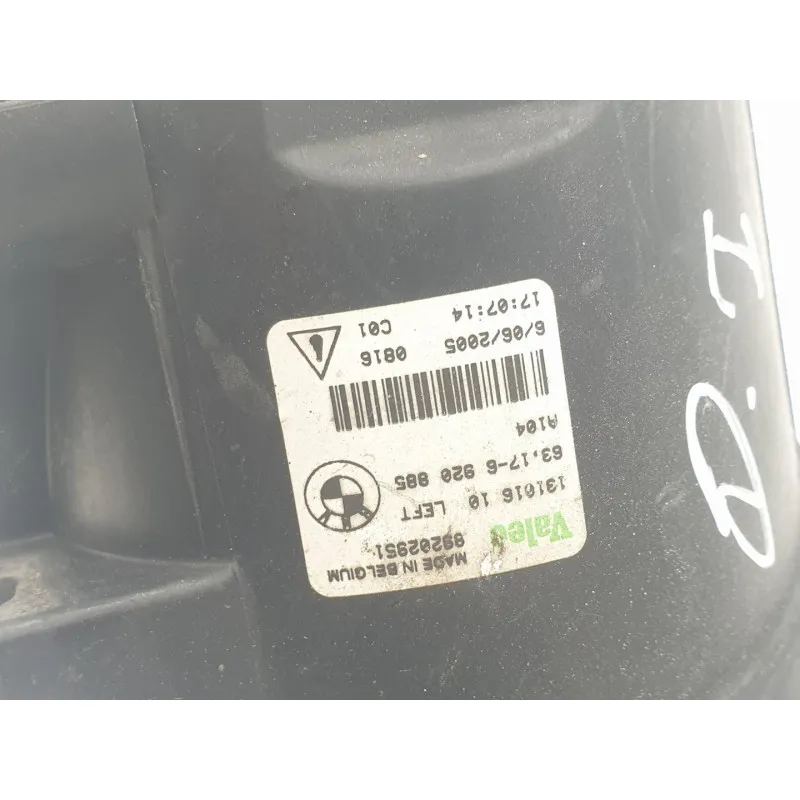 MADE IN BELGIUM
89202951
Valeo
131016 10 LEFT
63.17-6 920 885
A104
6/06/2005 0816
17:07:14 C01
D. I